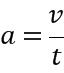 a = v/t